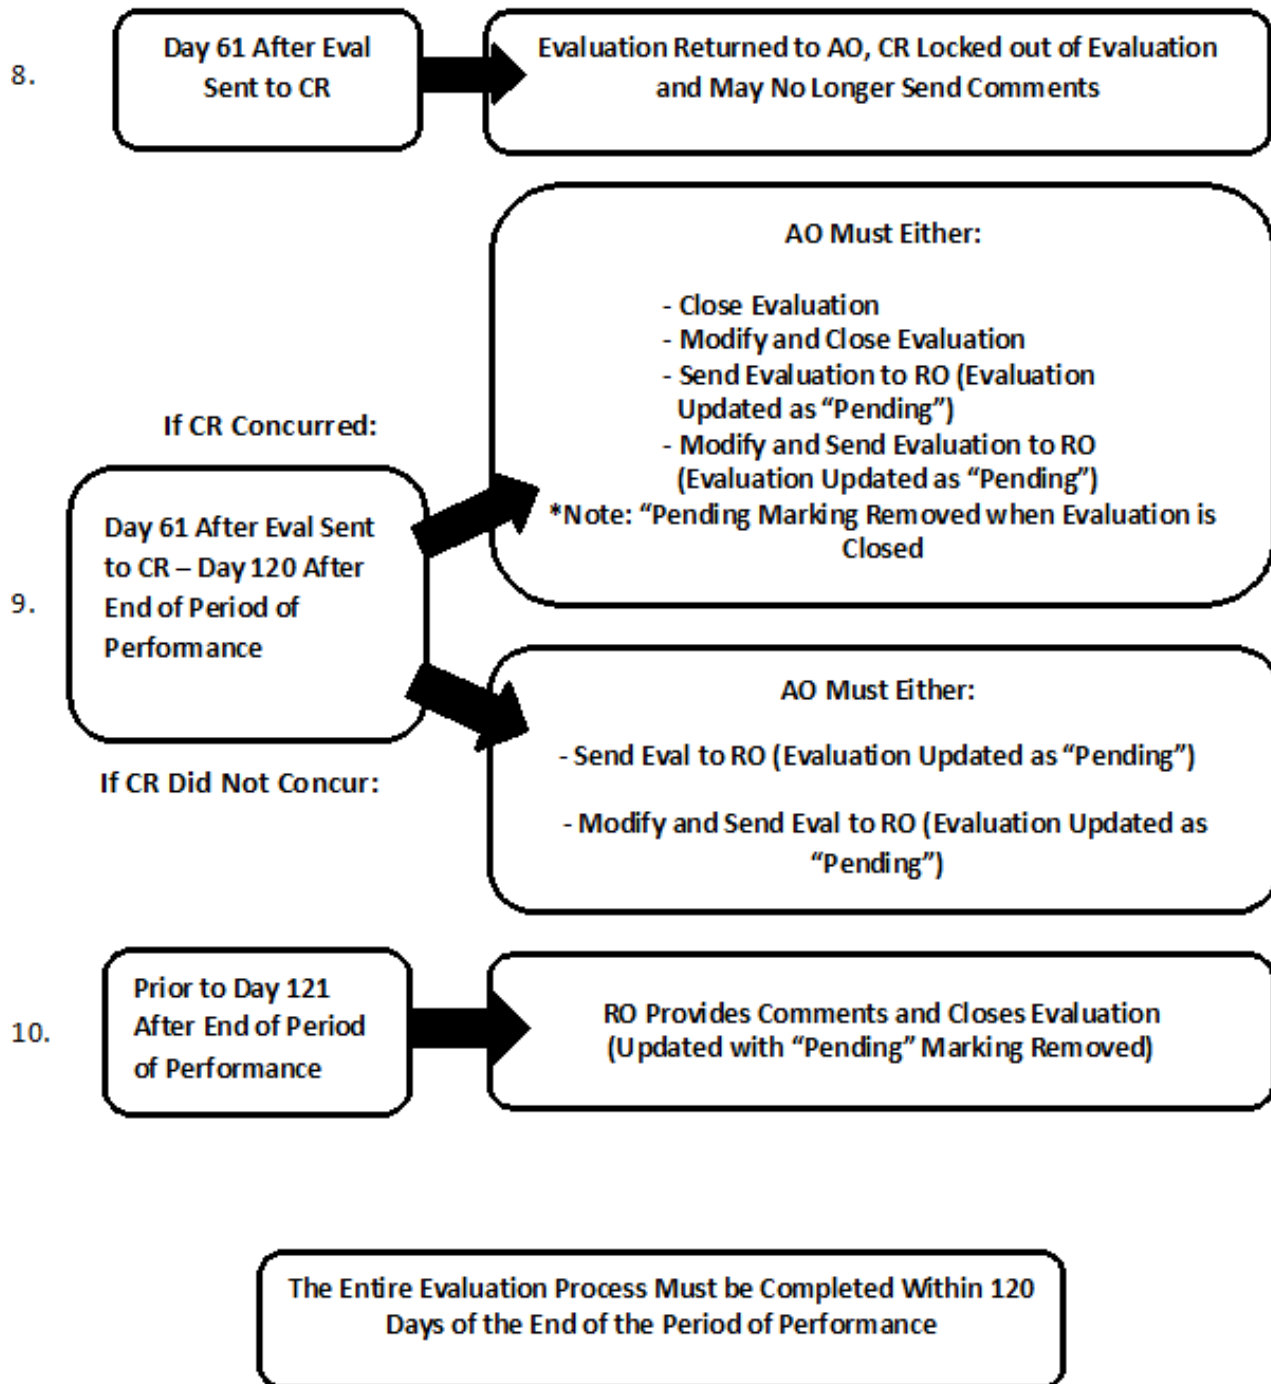 8.
Day 61 After Eval
Sent to CR
Evaluation Returned to AO, CR Locked out of Evaluation
and May No Longer Send Comments
AO Must Either:
- Close Evaluation
- Modify and Close Evaluation
- Send Evaluation to RO (Evaluation
Updated as “Pending”)
- Modify and Send Evaluation to RO
(Evaluation Updated as “Pending”)
*Note: “Pending Marking Removed when Evaluation is
Closed
If CR Concurred:
9.
Day 61 After Eval Sent
to CR – Day 120 After
End of Period of
Performance
If CR Did Not Concur:
AO Must Either:
- Send Eval to RO (Evaluation Updated as “Pending”)
- Modify and Send Eval to RO (Evaluation Updated as
“Pending”)
10.
Prior to Day 121
After End of Period
of Performance
RO Provides Comments and Closes Evaluation
(Updated with “Pending” Marking Removed)
The Entire Evaluation Process Must be Completed Within 120
Days of the End of the Period of Performance